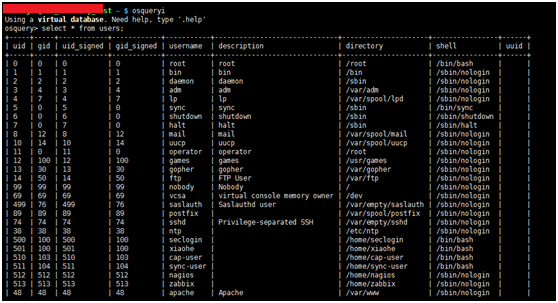 est ~ $ osqueryi
Using a virtual database. Need help, type '.help'
osquery> select * from users;
| uid | gid | uid_signed | gid_signed | username | description | directory | shell | uuid |
| 0 | 0 | 0 | 0 | root | root | /root | /bin/bash | |
| 1 | 1 | 1 | 1 | bin | bin | /bin | /sbin/nologin | |
| 2 | 2 | 2 | 2 | daemon | daemon | /sbin | /sbin/nologin | |
| 3 | 4 | 3 | 4 | adm | adm | /var/adm | /sbin/nologin | |
| 4 | 7 | 4 | 7 | lp | lp | /var/spool/lpd | /sbin/nologin | |
| 5 | 0 | 5 | 0 | sync | sync | /sbin | /bin/sync | |
| 6 | 0 | 6 | 0 | shutdown | shutdown | /sbin | /sbin/shutdown | |
| 7 | 0 | 7 | 0 | halt | halt | /sbin | /sbin/halt | |
| 8 | 12 | 8 | 12 | mail | mail | /var/spool/mail | /sbin/nologin | |
| 10 | 14 | 10 | 14 | uucp | uucp | /var/spool/uucp | /sbin/nologin | |
| 11 | 0 | 11 | 0 | operator | operator | /root | /sbin/nologin | |
| 12 | 100 | 12 | 100 | games | games | /usr/games | /sbin/nologin | |
| 13 | 30 | 13 | 30 | gopher | gopher | /var/gopher | /sbin/nologin | |
| 14 | 50 | 14 | 50 | ftp | FTP User | /var/ftp | /sbin/nologin | |
| 99 | 99 | 99 | 99 | nobody | Nobody | / | /sbin/nologin | |
| 69 | 69 | 69 | 69 | vcsa | virtual console memory owner | /dev | /sbin/nologin | |
| 499 | 76 | 499 | 76 | saslauth | Saslauthd user | /var/empty/saslauth | /sbin/nologin | |
| 89 | 89 | 89 | 89 | postfix | | /var/spool/postfix | /sbin/nologin | |
| 74 | 74 | 74 | 74 | sshd | Privilege-separated SSH | /var/empty/sshd | /sbin/nologin | |
| 38 | 38 | 38 | 38 | ntp | | /etc/ntp | /sbin/nologin | |
| 500 | 100 | 500 | 100 | seclogin | | /home/seclogin | /bin/bash | |
| 501 | 100 | 501 | 100 | xiaohe | | /home/xiaohe | /bin/bash | |
| 510 | 103 | 510 | 103 | cap-user | | /home/cap-user | /bin/bash | |
| 511 | 104 | 511 | 104 | sync-user | | /home/sync-user | /bin/bash | |
| 512 | 512 | 512 | 512 | nagios | | /home/nagios | /sbin/nologin | |
| 513 | 513 | 513 | 513 | zabbix | | /home/zabbix | /sbin/nologin | |
| 48 | 48 | 48 | 48 | apache | Apache | /var/www | /sbin/nologin | |